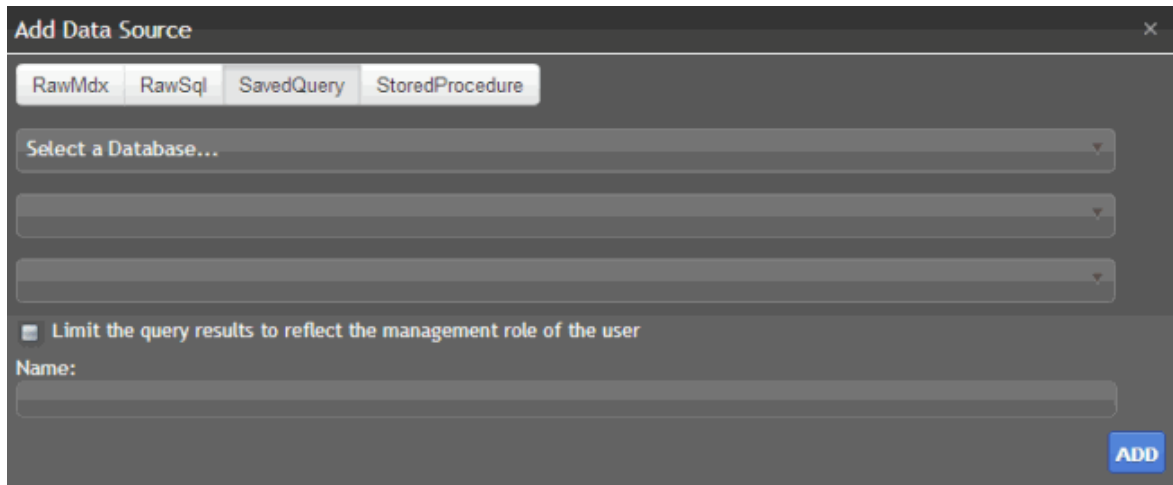 Add Data Source ×
RawMdx RawSql SavedQuery StoredProcedure
Select a Database...
Limit the query results to reflect the management role of the user
Name:
ADD